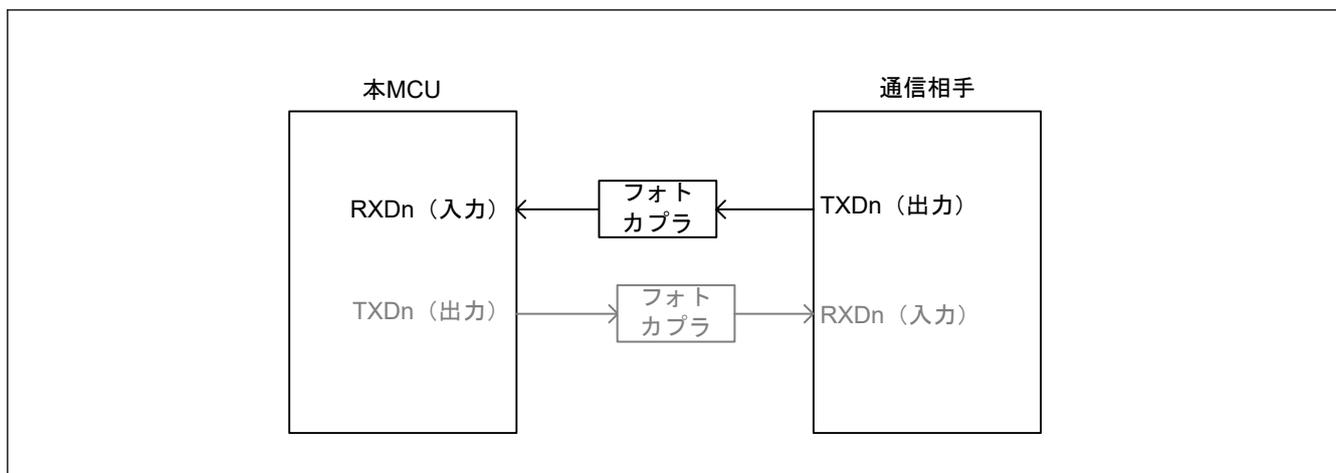 本MCU
通信相手
RXDn（入力）
フォト
カプラ
TXDn（出力）
TXDn（出力）
フォト
カプラ
RXDn（入力）